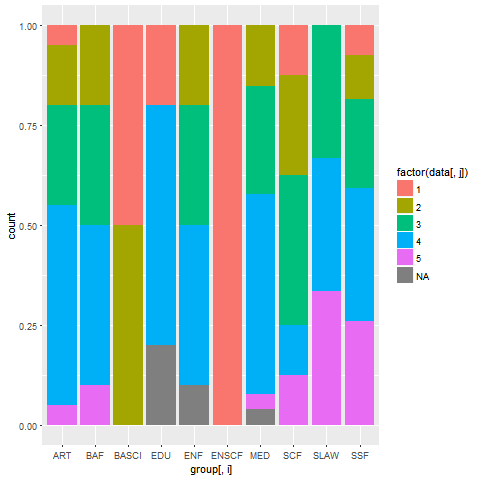 1.00
0.75
0.50
0.25
0.00
count
ART BAF BASCI EDU ENF ENSCF MED SCF SLAW SSF
group[, i]
factor(data[, j])
1
2
3
4
5
NA